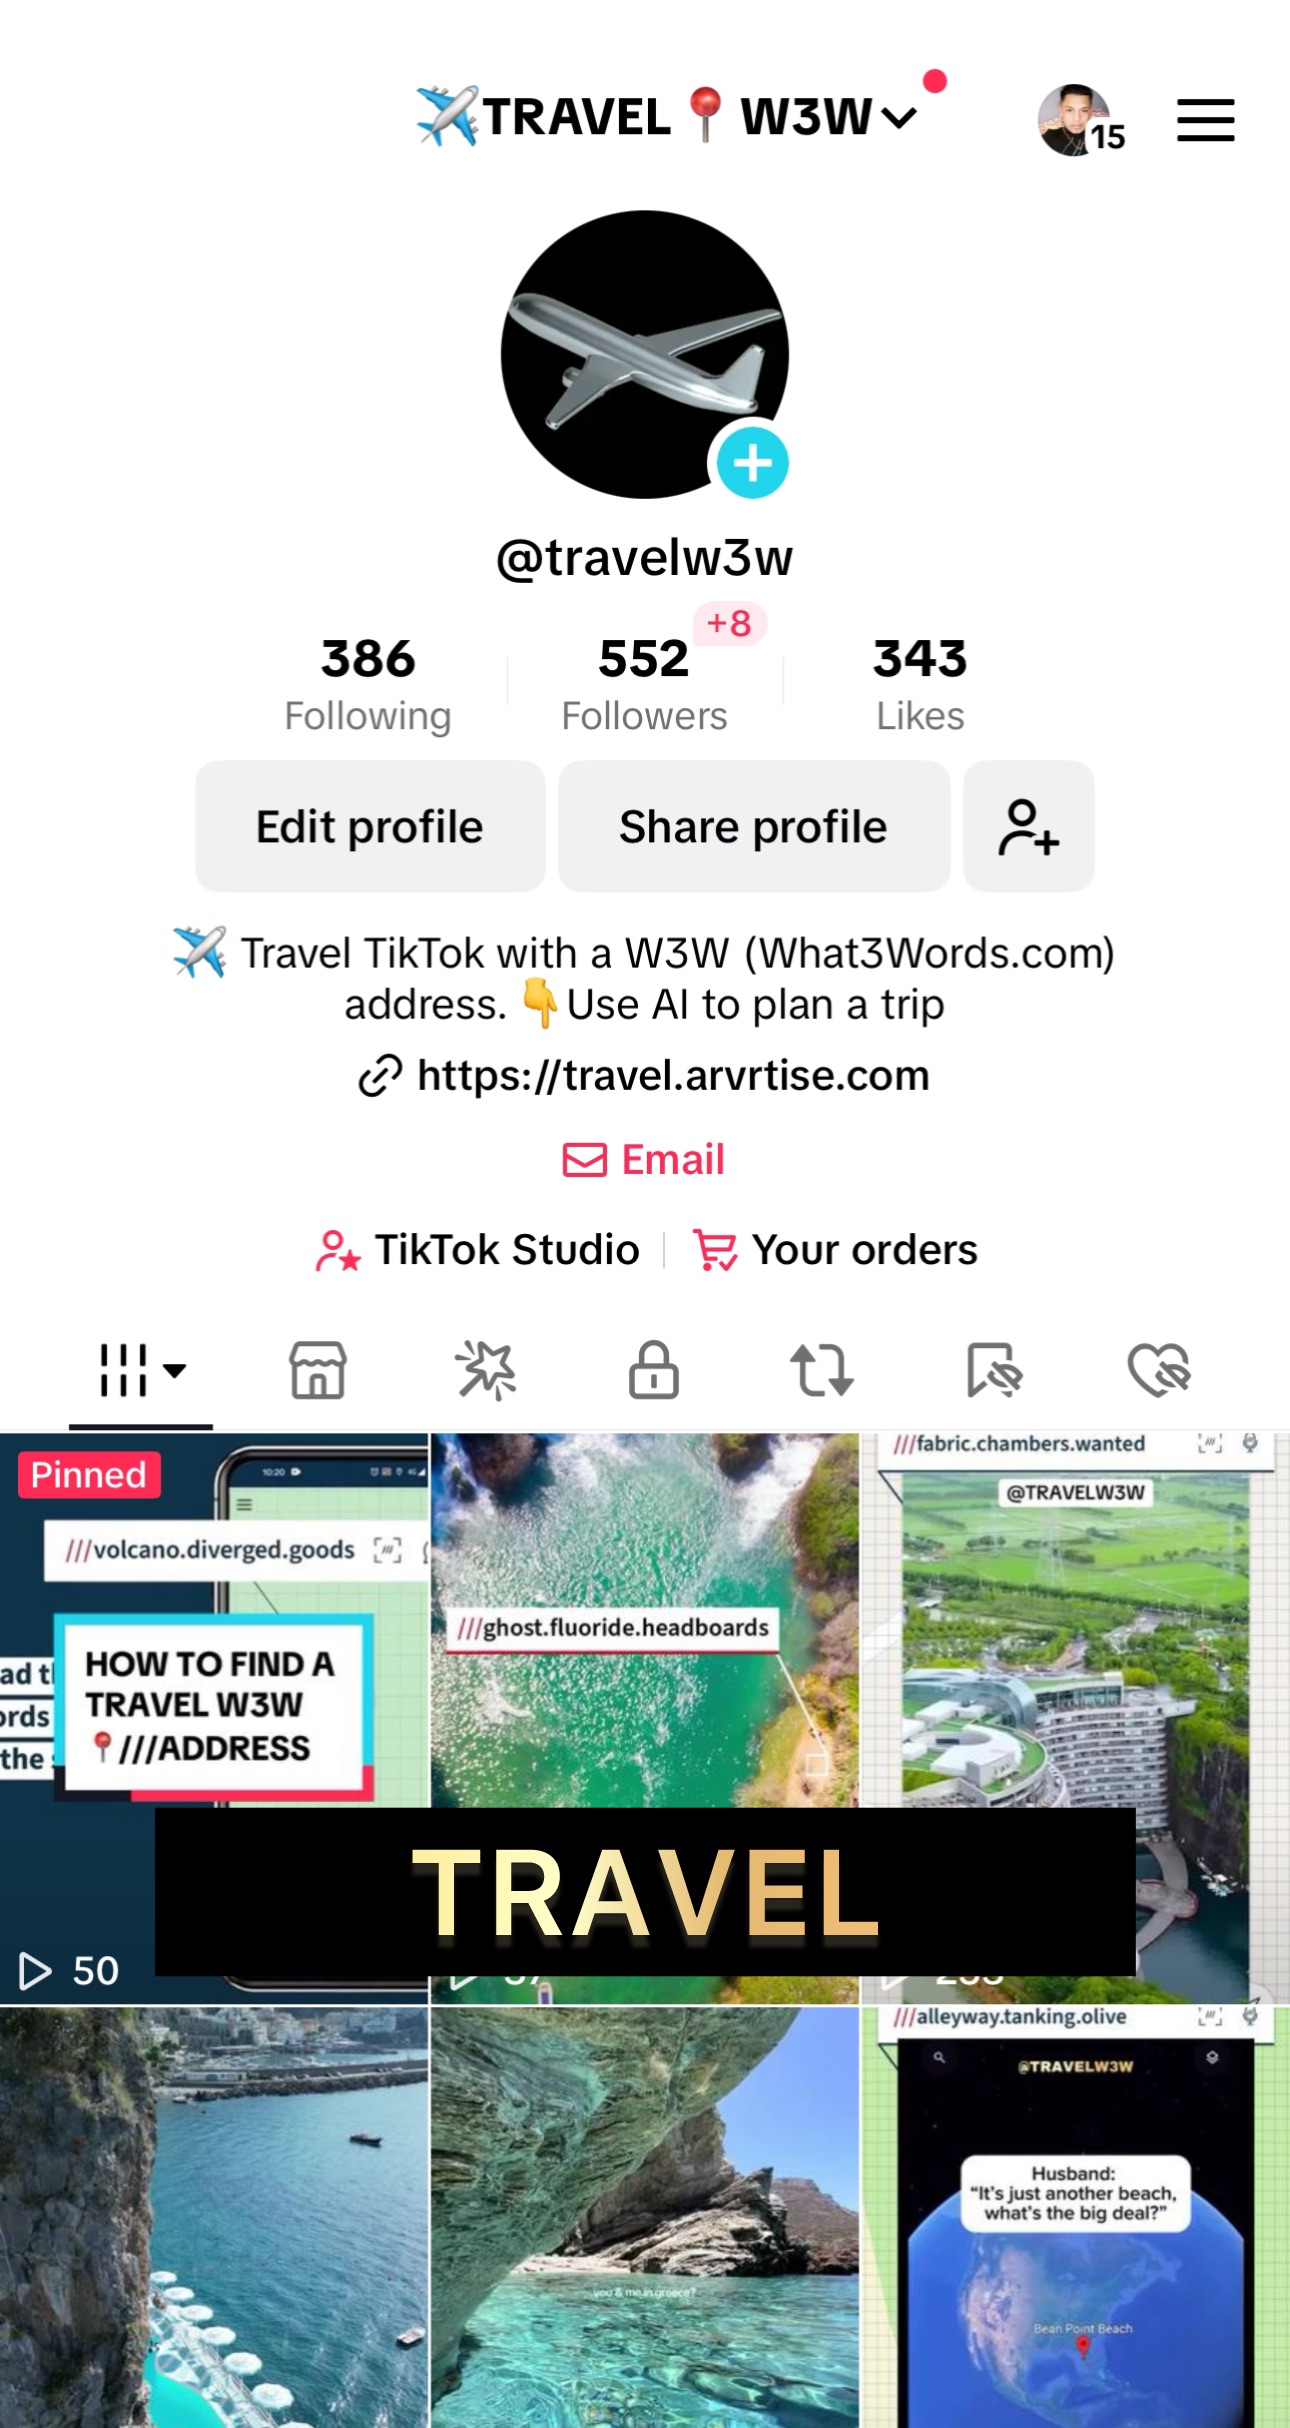 ✈️TRAVEL📍W3W
15
@travelw3w
+8
386 552 343
Following Followers Likes
Edit profile Share profile
✈️ Travel TikTok with a W3W (What3Words.com)
address. 👇Use AI to plan a trip
https://travel.arvrtise.com
Email
TikTok Studio Your orders
Pinned
10:20
///volcano.diverged.goods
HOW TO FIND A
TRAVEL W3W
📍///ADDRESS
the
50
///ghost.fluoride.headboards
///fabric.chambers.wanted
@TRAVELW3W
TRAVEL
you & me in greece?
///alleyway.tanking.olive
@TRAVELW3W
Husband:
“It's just another beach,
what's the big deal?”
Bean Point Beach